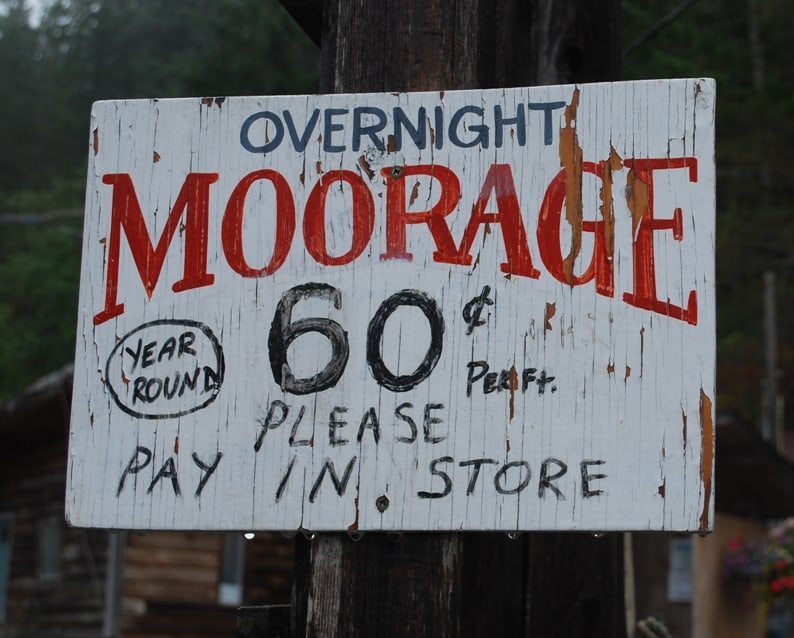 OVERNIGHT
MOORAGE
60¢ Per Ft.
YEAR
ROUND
PLEASE
PAY IN STORE